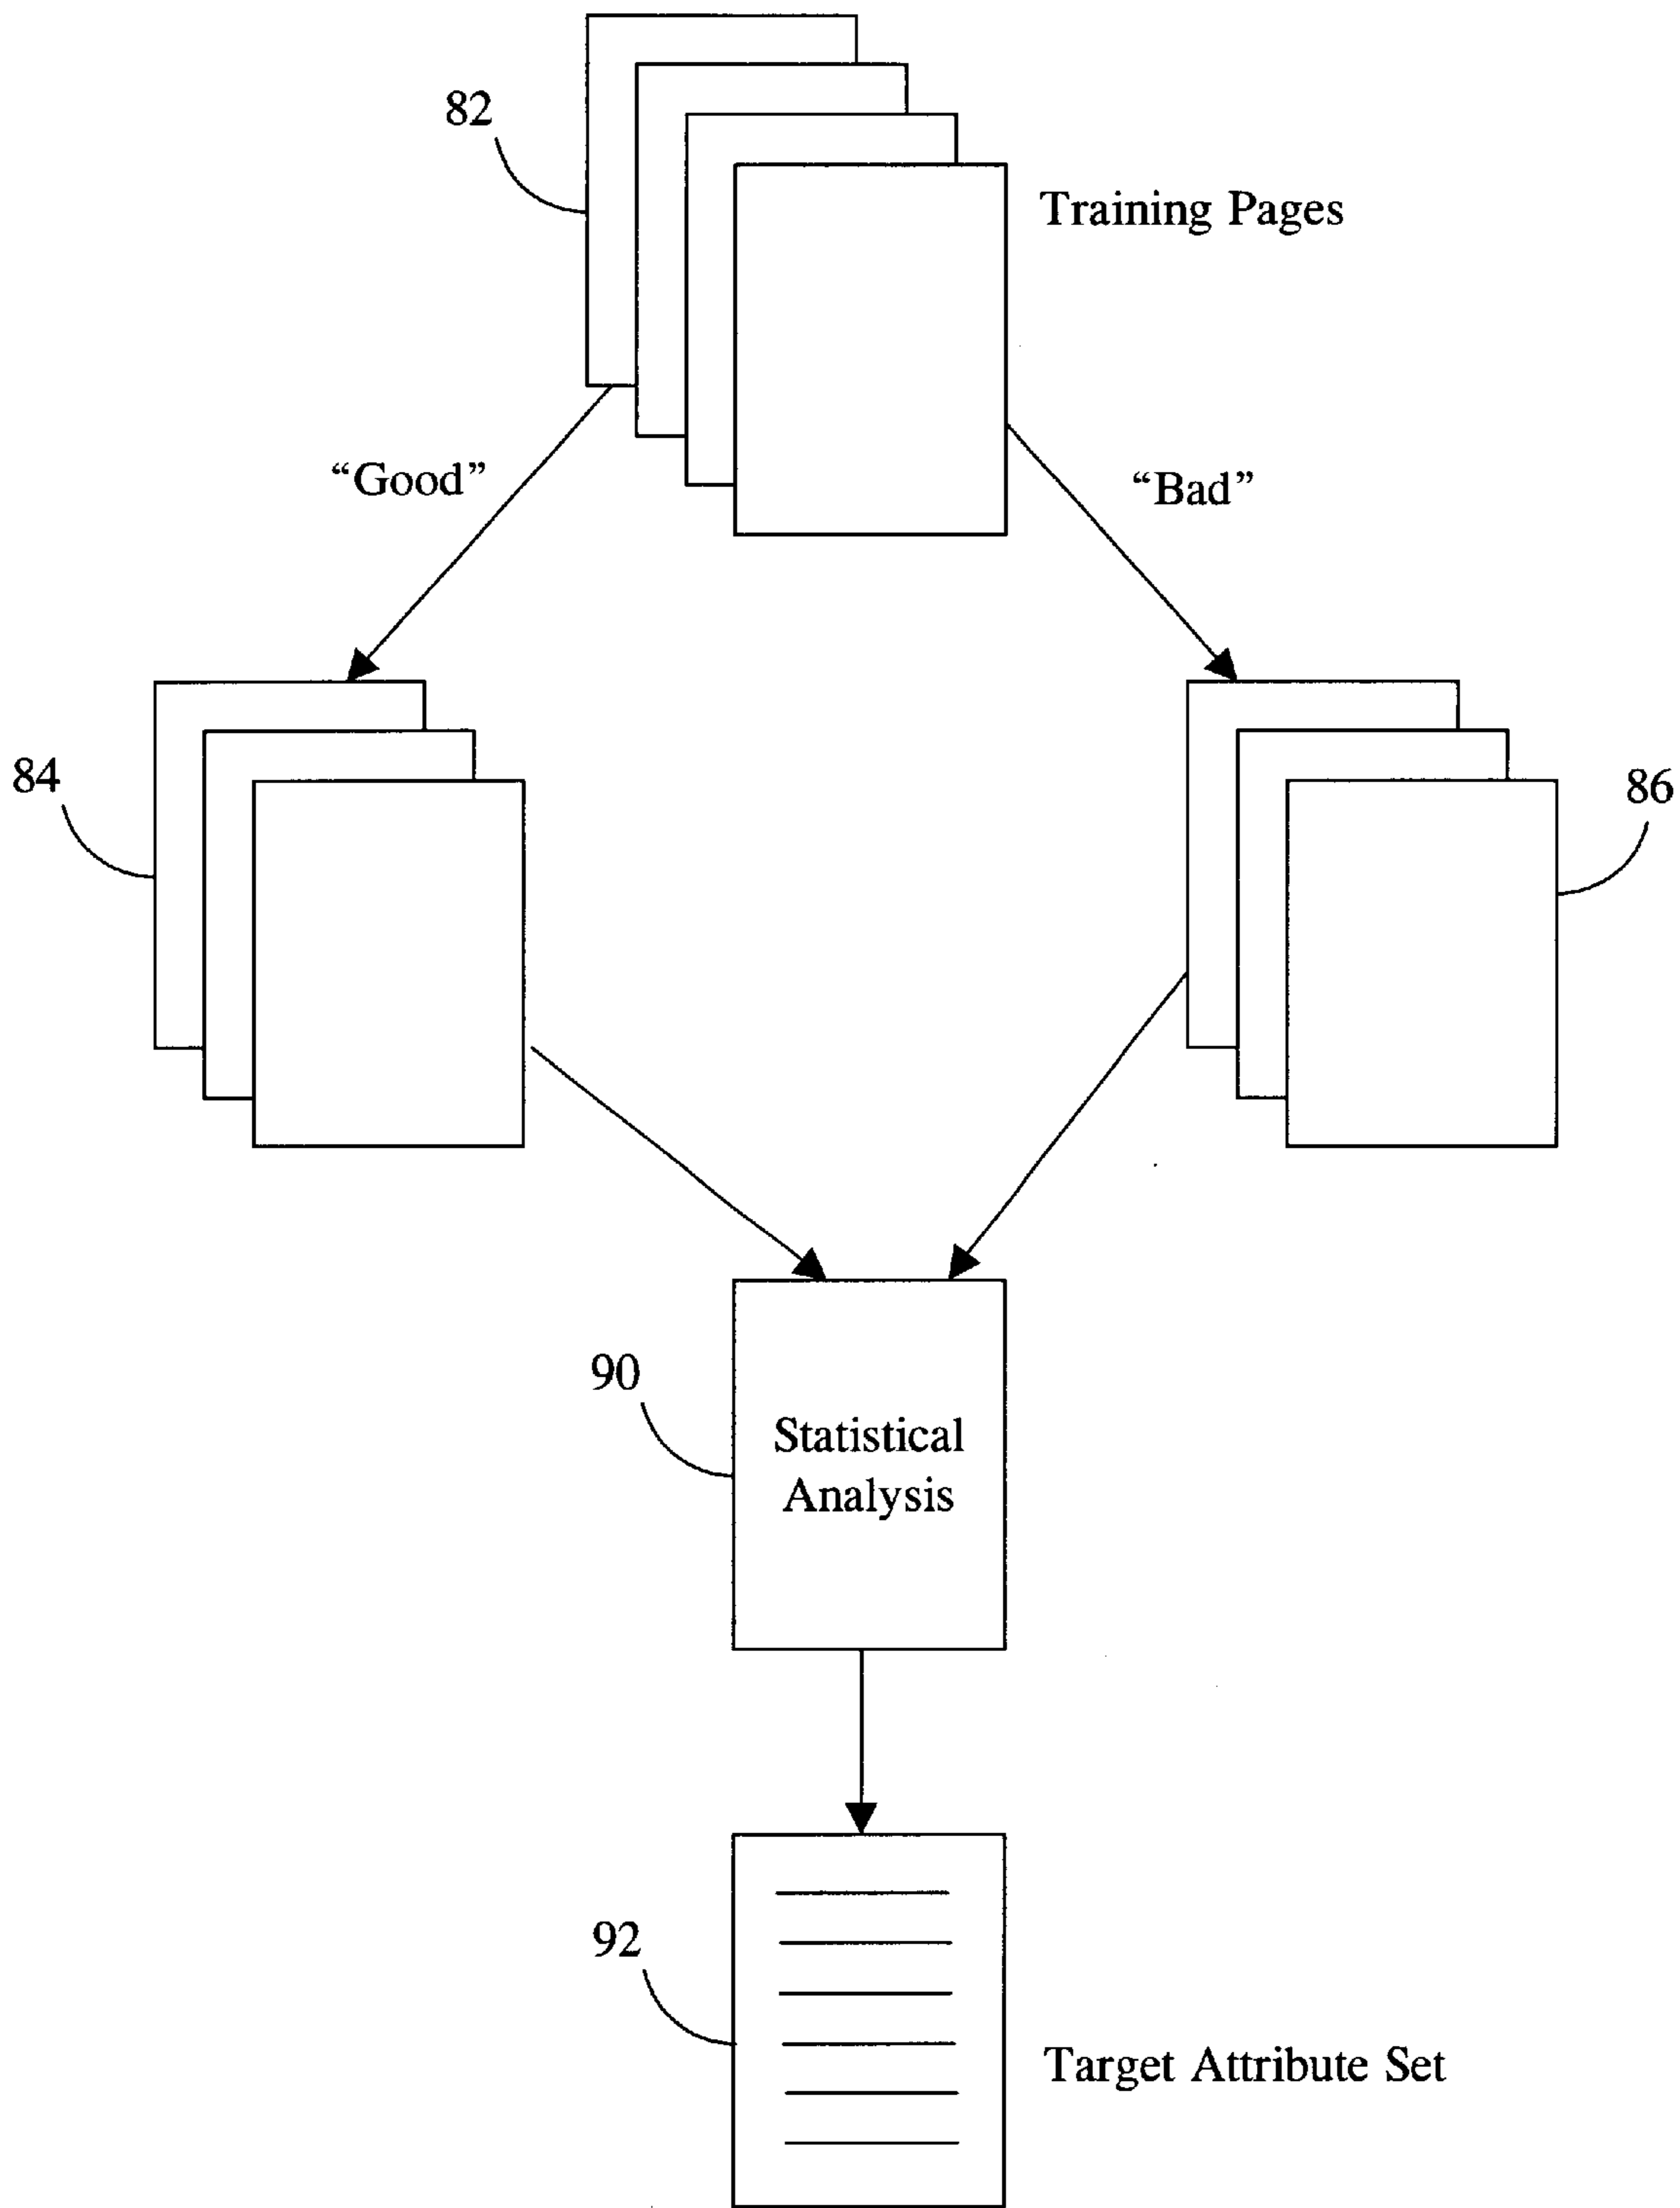 82
Training Pages
“Good”
“Bad”
84
86
90
Statistical
Analysis
92
Target Attribute Set